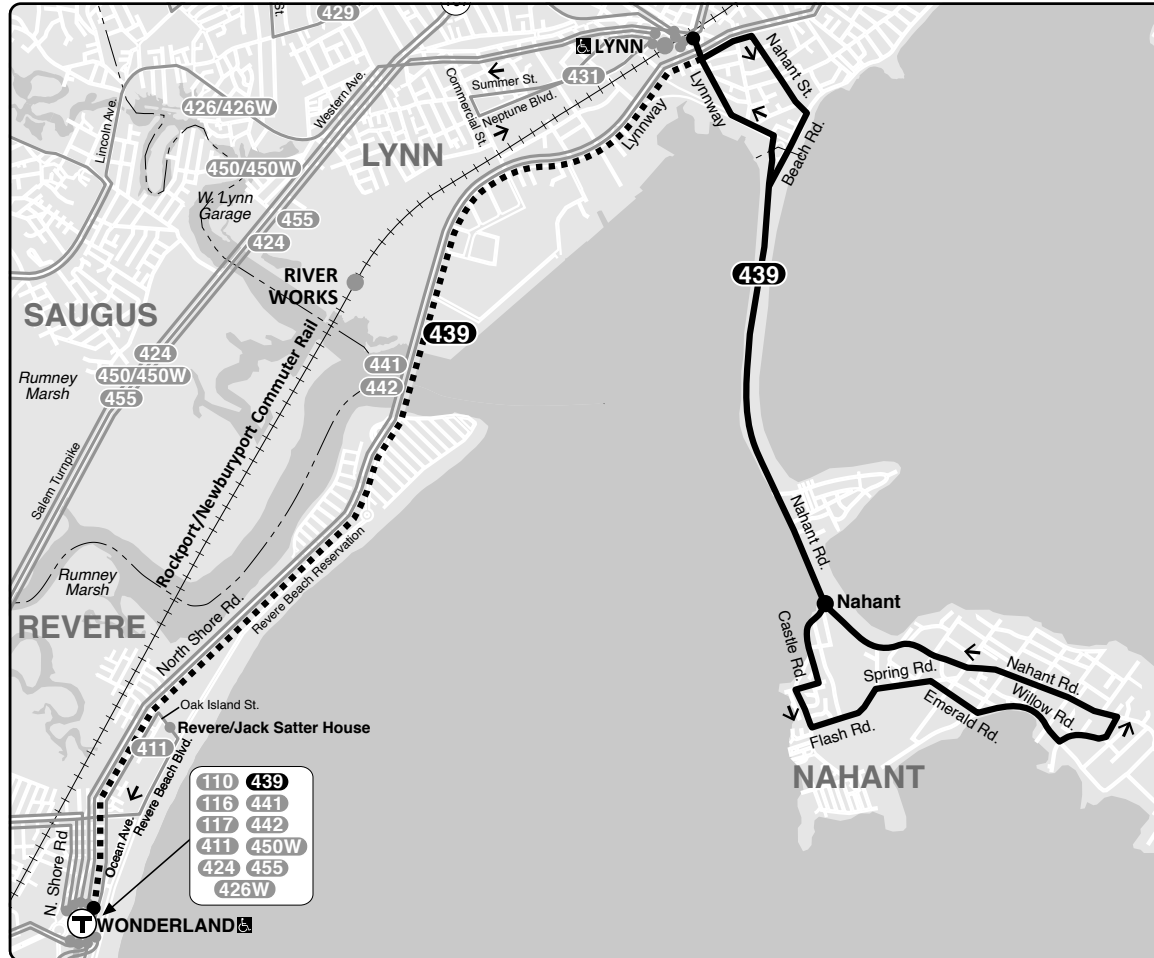 429
Nahant St.
LYNN
431
Summer St.
Neptune Blvd.
Commercial St.
Lynnway
Lynnway
Beach Rd.
Western Ave.
Lincoln Ave.
426/426W
LYNN
450/450W
W. Lynn
Garage
455
424
RIVER
WORKS
439
SAUGUS
439
424
450/450W
455
Rumney
Marsh
441
442
Salem Turnpike
Rockport/Newburyport Commuter Rail
Nahant Rd.
Rumney
Marsh
Revere Beach Reservation
North Shore Rd.
Nahant
REVERE
Castle Rd.
Spring Rd.
Nahant Rd.
Willow Rd.
Emerald Rd.
Flash Rd.
NAHANT
Oak Island St.
Revere/Jack Satter House
411
Revere Beach Blvd.
Ocean Ave.
N. Shore Rd
110 439
116 441
117 442
411 450W
424 455
426W
T WONDERLAND